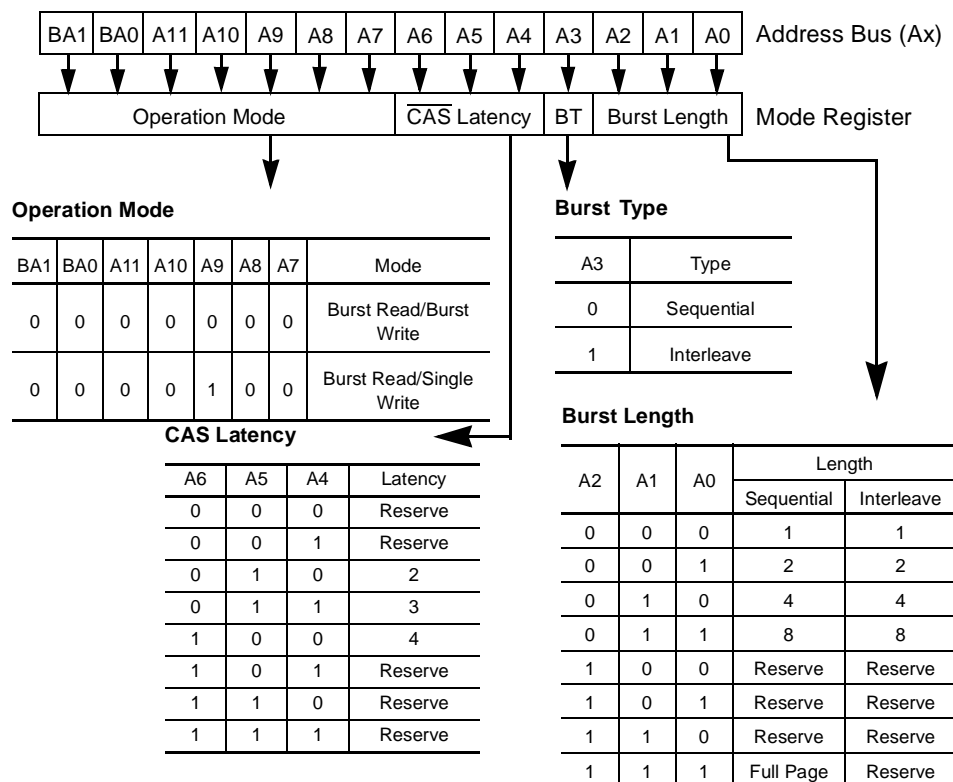 BA1 BA0 A11 A10 A9 A8 A7 A6 A5 A4 A3 A2 A1 A0 Address Bus (Ax)
Operation Mode CAS Latency BT Burst Length Mode Register
Operation Mode
BA1 BA0 A11 A10 A9 A8 A7 Mode
0 0 0 0 0 0 0 Burst Read/Burst Write
0 0 0 0 1 0 0 Burst Read/Single Write
Burst Type
A3 Type
0 Sequential
1 Interleave
CAS Latency
A6 A5 A4 Latency
0 0 0 Reserve
0 0 1 Reserve
0 1 0 2
0 1 1 3
1 0 0 4
1 0 1 Reserve
1 1 0 Reserve
1 1 1 Reserve
Burst Length
A2 A1 A0 Length
Sequential Interleave
0 0 0 1 1
0 0 1 2 2
0 1 0 4 4
0 1 1 8 8
1 0 0 Reserve Reserve
1 0 1 Reserve Reserve
1 1 0 Reserve Reserve
1 1 1 Full Page Reserve